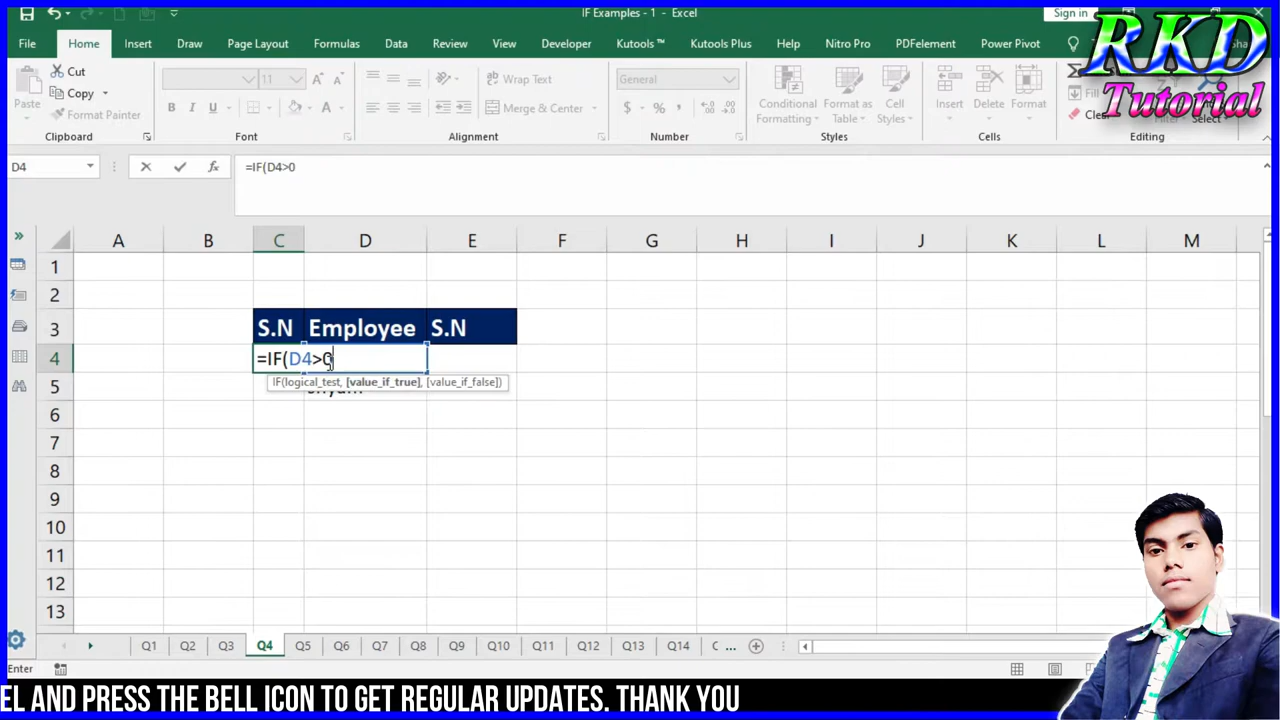 IF Examples - 1 - Excel
Sign in
File Home Insert Draw Page Layout Formulas Data Review View Developer Kutools ™ Kutools Plus Help Nitro Pro PDFelement Power Pivot
RKD
Tutorial
Cut
Copy
Format Painter
Paste
11
Wrap Text
Merge & Center
General
Conditional Formatting
Format as Table
Cell Styles
Insert
Delete
Format
Fill
Clear
Select
Clipboard Font Alignment Number Styles Cells Editing
D4
=IF(D4>0
A B C D E F G H I J K L M
1
2
3 S.N Employee S.N
4 =IF(D4>0
IF(logical_test, [value_if_true], [value_if_false])
5
6
7
8
9
10
11
12
13
Q1 Q2 Q3 Q4 Q5 Q6 Q7 Q8 Q9 Q10 Q11 Q12 Q13 Q14 ...
Enter
EL AND PRESS THE BELL ICON TO GET REGULAR UPDATES. THANK YOU